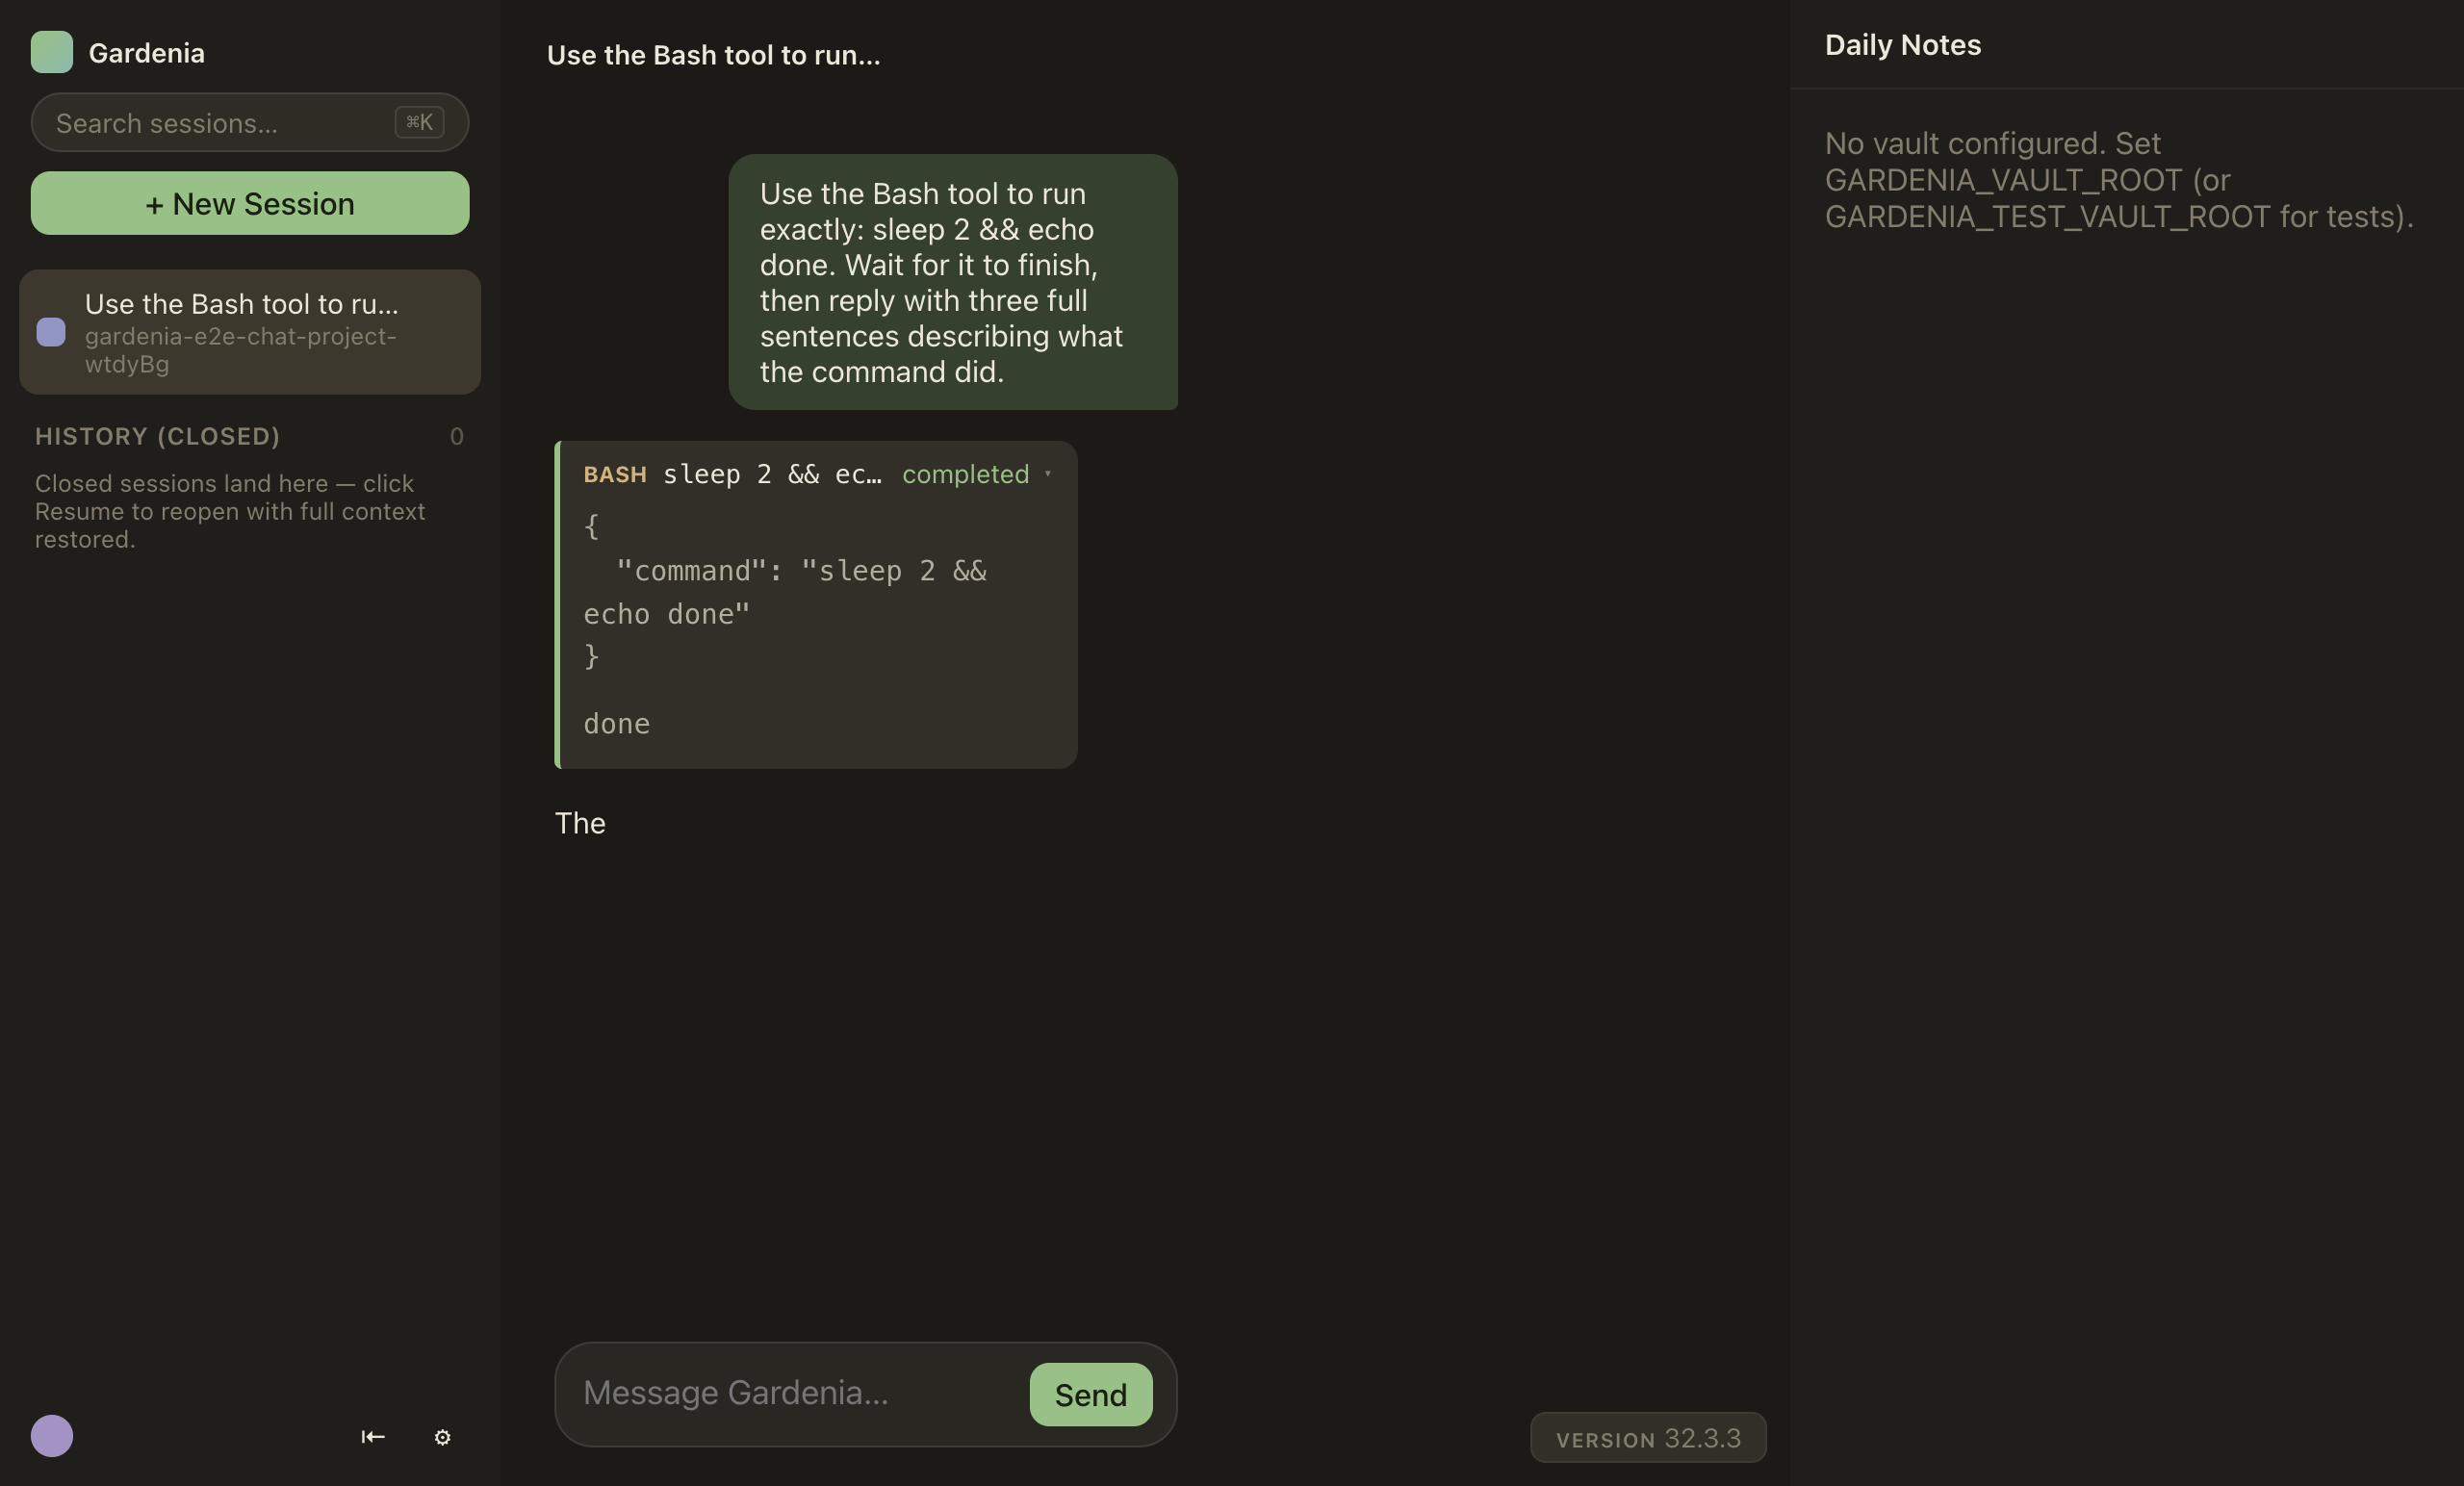 Gardenia
Search sessions...
⌘K
+ New Session
Use the Bash tool to ru...
gardenia-e2e-chat-project-
wtdyBg
HISTORY (CLOSED) 0
Closed sessions land here — click
Resume to reopen with full context
restored.
Use the Bash tool to run...
Use the Bash tool to run
exactly: sleep 2 && echo
done. Wait for it to finish,
then reply with three full
sentences describing what
the command did.
BASH sleep 2 && ec… completed
{
"command": "sleep 2 &&
echo done"
}
done
The
Message Gardenia...
Send
VERSION 32.3.3
Daily Notes
No vault configured. Set
GARDENIA_VAULT_ROOT (or
GARDENIA_TEST_VAULT_ROOT for tests).